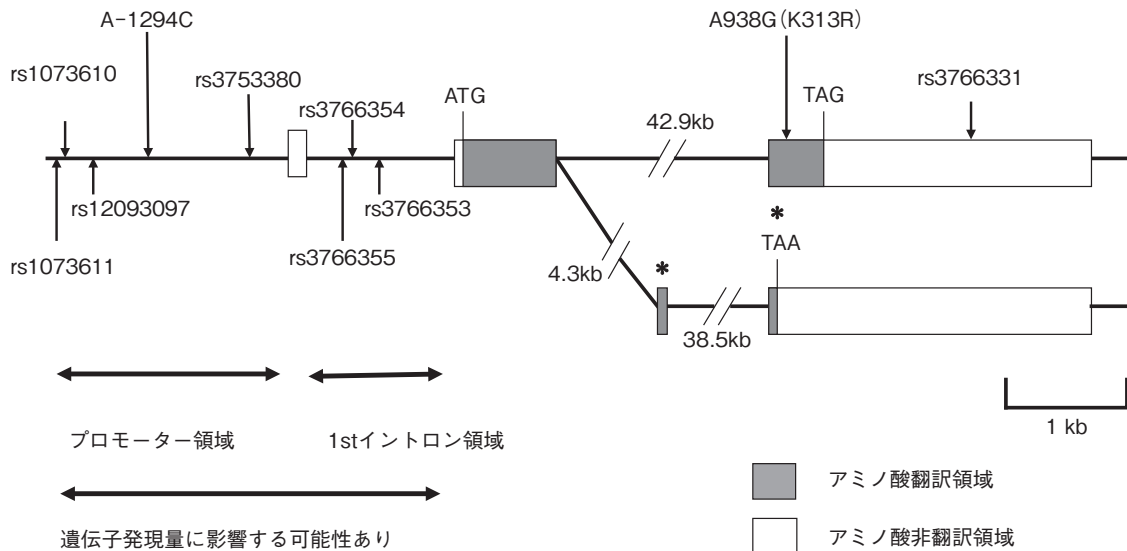 A-1294C
A938G(K313R)
rs1073610
rs3753380
rs3766354
ATG
TAG
rs3766331
42.9kb
rs12093097
rs3766353
rs1073611
rs3766355
4.3kb
*
*
TAA
38.5kb
1 kb
プロモーター領域
1stイントロン領域
アミノ酸翻訳領域
遺伝子発現量に影響する可能性あり
アミノ酸非翻訳領域